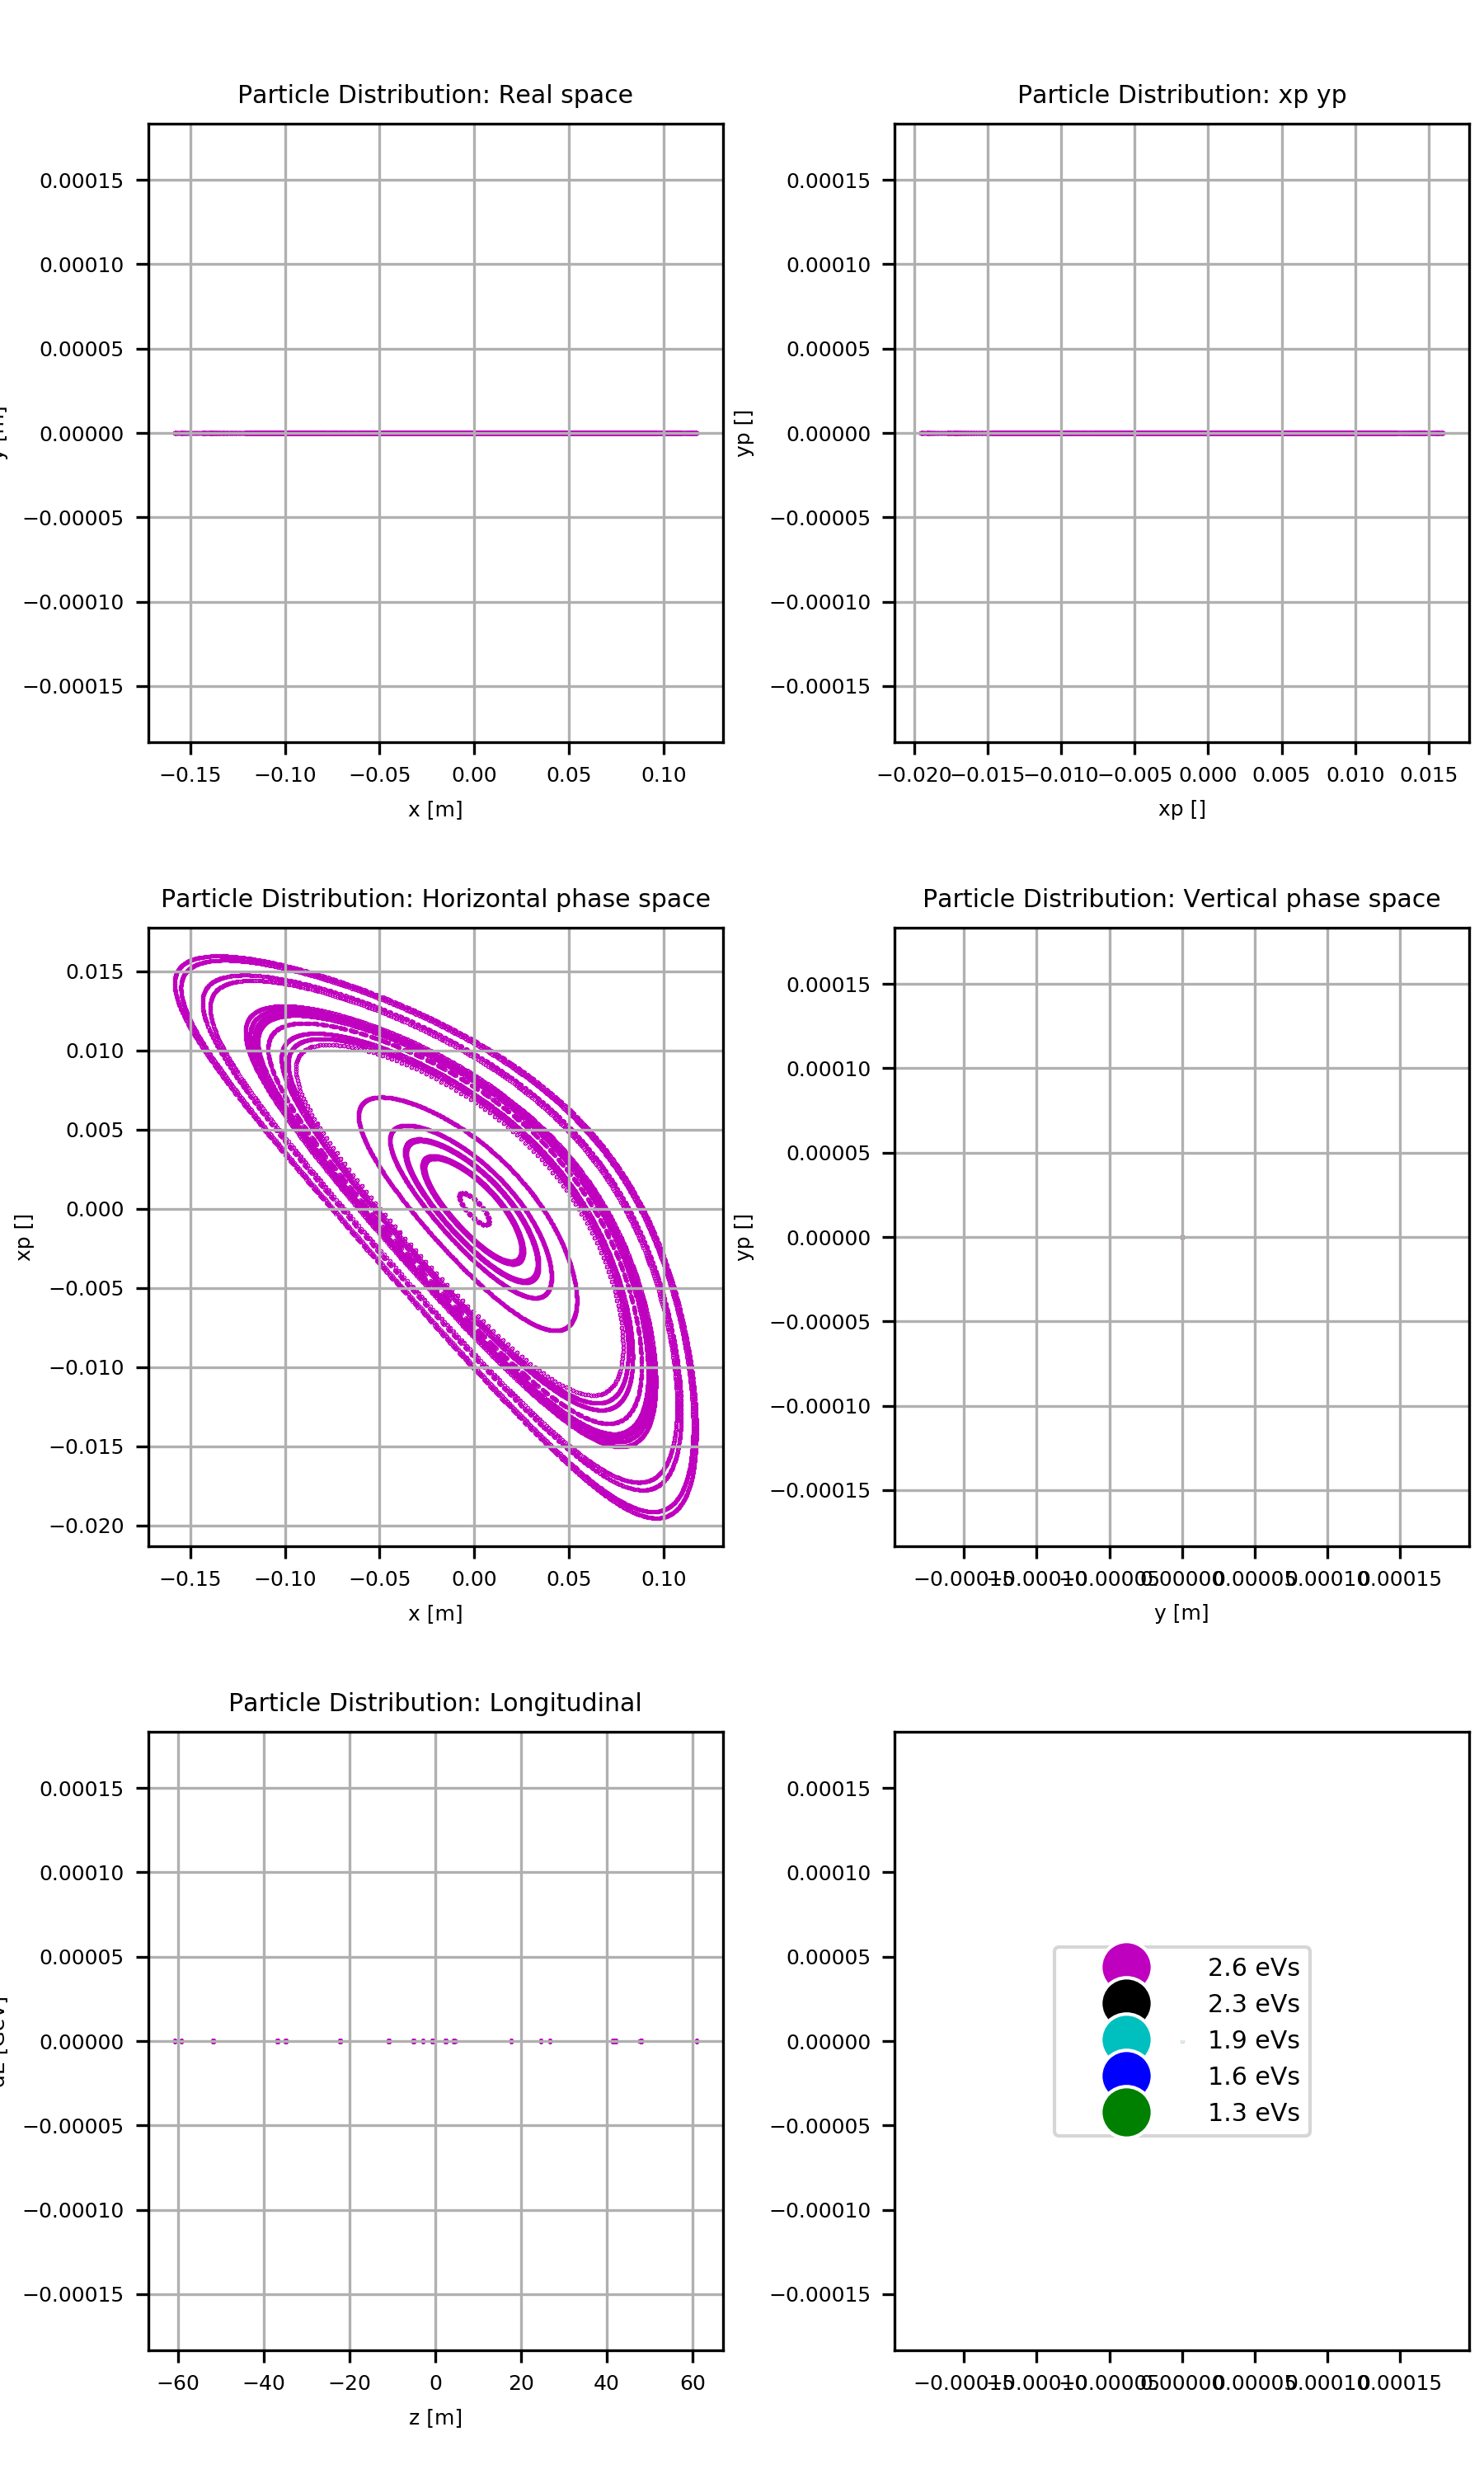 Particle Distribution: Real space
0.00015
0.00010
0.00005
0.00000
−0.00005
−0.00010
−0.00015
−0.15 −0.10 −0.05 0.00 0.05 0.10
x [m]
Particle Distribution: xp yp
yp []
0.00015
0.00010
0.00005
0.00000
−0.00005
−0.00010
−0.00015
−0.020 −0.015 −0.010 −0.005 0.000 0.005 0.010 0.015
xp []
Particle Distribution: Horizontal phase space
xp []
0.015
0.010
0.005
0.000
−0.005
−0.010
−0.015
−0.020
−0.15 −0.10 −0.05 0.00 0.05 0.10
x [m]
Particle Distribution: Vertical phase space
yp []
0.00015
0.00010
0.00005
0.00000
−0.00005
−0.00010
−0.00015
−0.00015 −0.00010 −0.00005 0.00000 0.00005 0.00010 0.00015
y [m]
Particle Distribution: Longitudinal
0.00015
0.00010
0.00005
0.00000
−0.00005
−0.00010
−0.00015
−60 −40 −20 0 20 40 60
z [m]
0.00015
0.00010
0.00005
0.00000
−0.00005
−0.00010
−0.00015
−0.00015 −0.00010 −0.00005 0.00000 0.00005 0.00010 0.00015
2.6 eVs
2.3 eVs
1.9 eVs
1.6 eVs
1.3 eVs